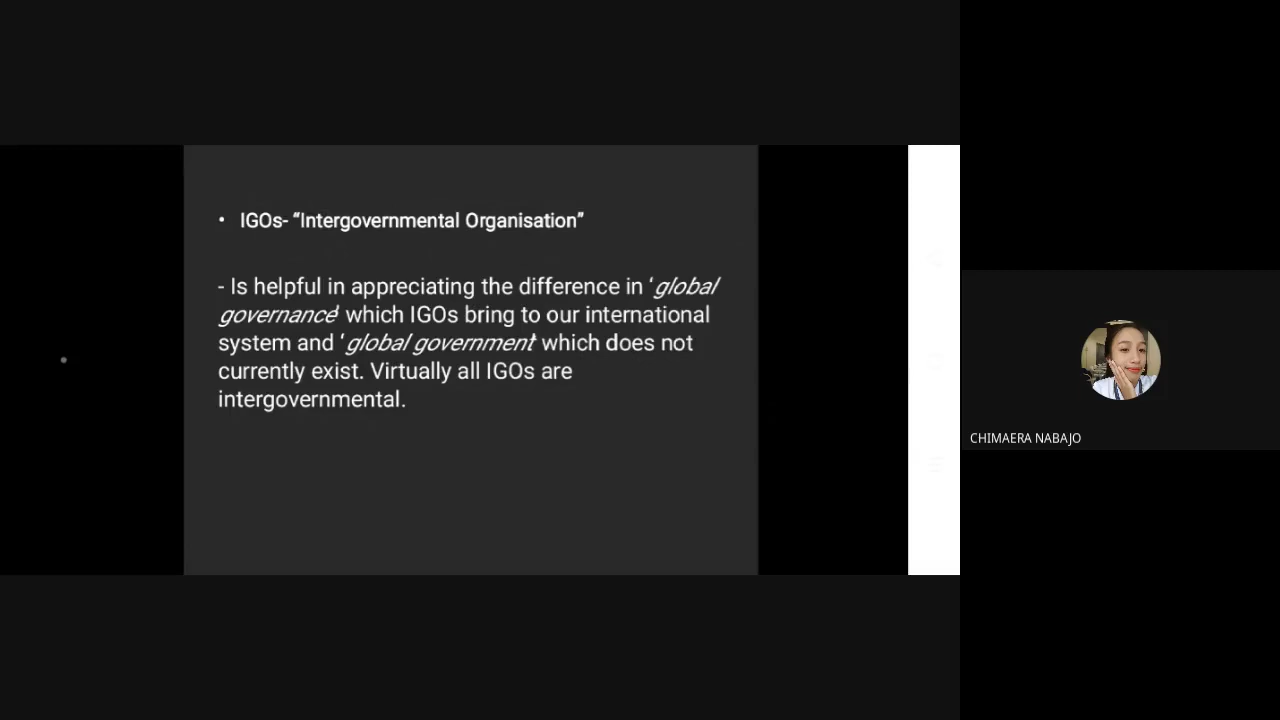 • IGOs- “Intergovernmental Organisation”
- Is helpful in appreciating the difference in ‘global
governance’ which IGOs bring to our international
system and ‘global government’ which does not
currently exist. Virtually all IGOs are
intergovernmental.
CHIMAERA NABAJO